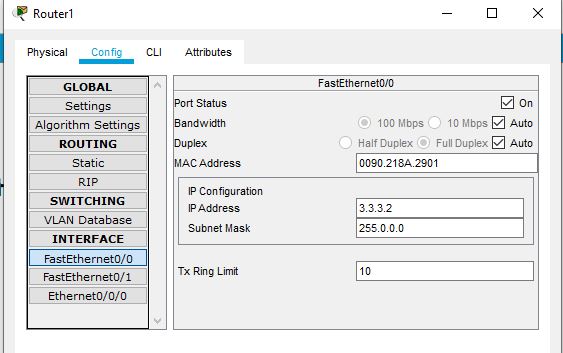 Router1
Physical Config CLI Attributes
GLOBAL
Settings
Algorithm Settings
ROUTING
Static
RIP
SWITCHING
VLAN Database
INTERFACE
FastEthernet0/0
FastEthernet0/1
Ethernet0/0/0
FastEthernet0/0
Port Status On
Bandwidth 100 Mbps 10 Mbps Auto
Duplex Half Duplex Full Duplex Auto
MAC Address 0090.218A.2901
IP Configuration
IP Address 3.3.3.2
Subnet Mask 255.0.0.0
Tx Ring Limit 10